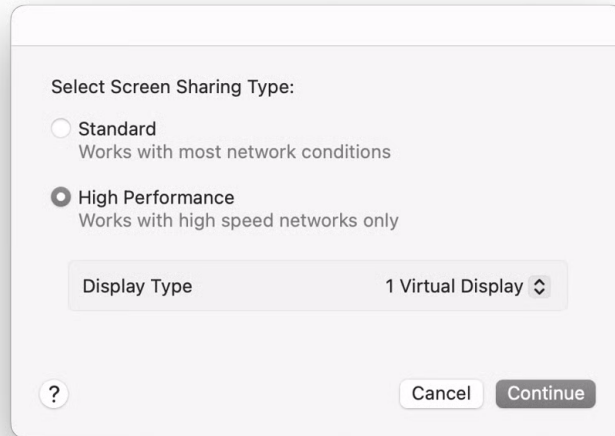 Select Screen Sharing Type:
Standard
Works with most network conditions
High Performance
Works with high speed networks only
Display Type 1 Virtual Display
? Cancel Continue